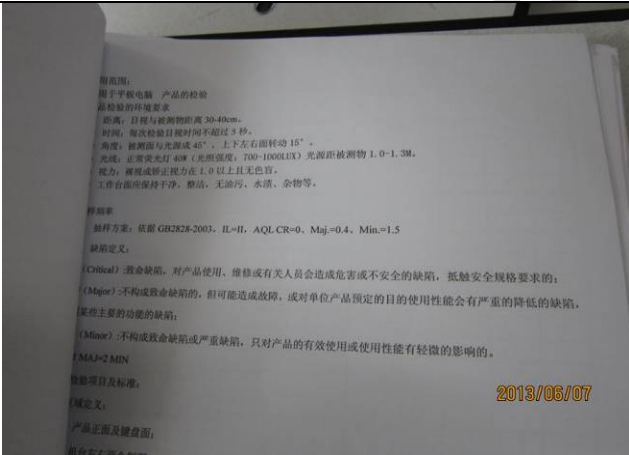 用范围：
用于平板电脑 产品的检验
品检验的环境要求
距离：目视与被测物距离 30-40cm。
时间：每次检验目视时间不超过 3 秒。
角度：被测面与光源成 45°，上下左右面转动 15°。
光线：正常荧光灯 40W（光照强度：700-1000LUX）光源距被测物 1.0-1.3M。
视力：裸视或矫正视力在 1.0 以上且无色盲。
工作台面应保持干净、整洁、无油污、水渍、杂物等。
样频率
抽样方案：依据 GB2828-2003，IL=II，AQL CR=0、Maj.=0.4、Min.=1.5
缺陷定义：
（Critical）:致命缺陷，对产品使用、维修或有关人员会造成危害或不安全的缺陷，抵触安全规格要求的；
（Major）:不构成致命缺陷的，但可能造成故障，或对单位产品预定的目的使用性能会有严重的降低的缺陷，
某些主要的功能的缺陷；
（Minor）:不构成致命缺陷或严重缺陷，只对产品的有效使用或使用性能有轻微的影响的。
1 MAJ=2 MIN
检验项目及标准：
域定义：
产品正面及键盘面；
2013/06/07